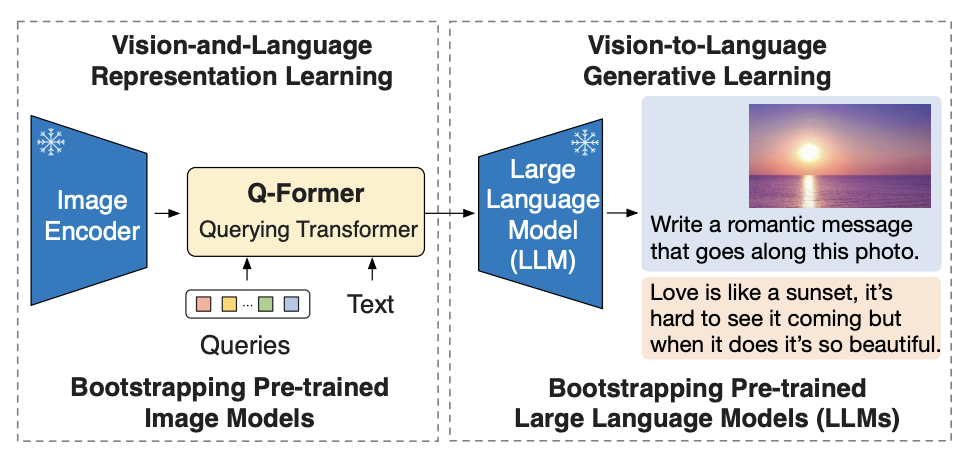 Vision-and-Language
Representation Learning
Image
Encoder
Q-Former
Querying Transformer
...
Queries
Text
Bootstrapping Pre-trained
Image Models
Vision-to-Language
Generative Learning
Large
Language
Model
(LLM)
Write a romantic message
that goes along this photo.
Love is like a sunset, it’s
hard to see it coming but
when it does it’s so beautiful.
Bootstrapping Pre-trained
Large Language Models (LLMs)